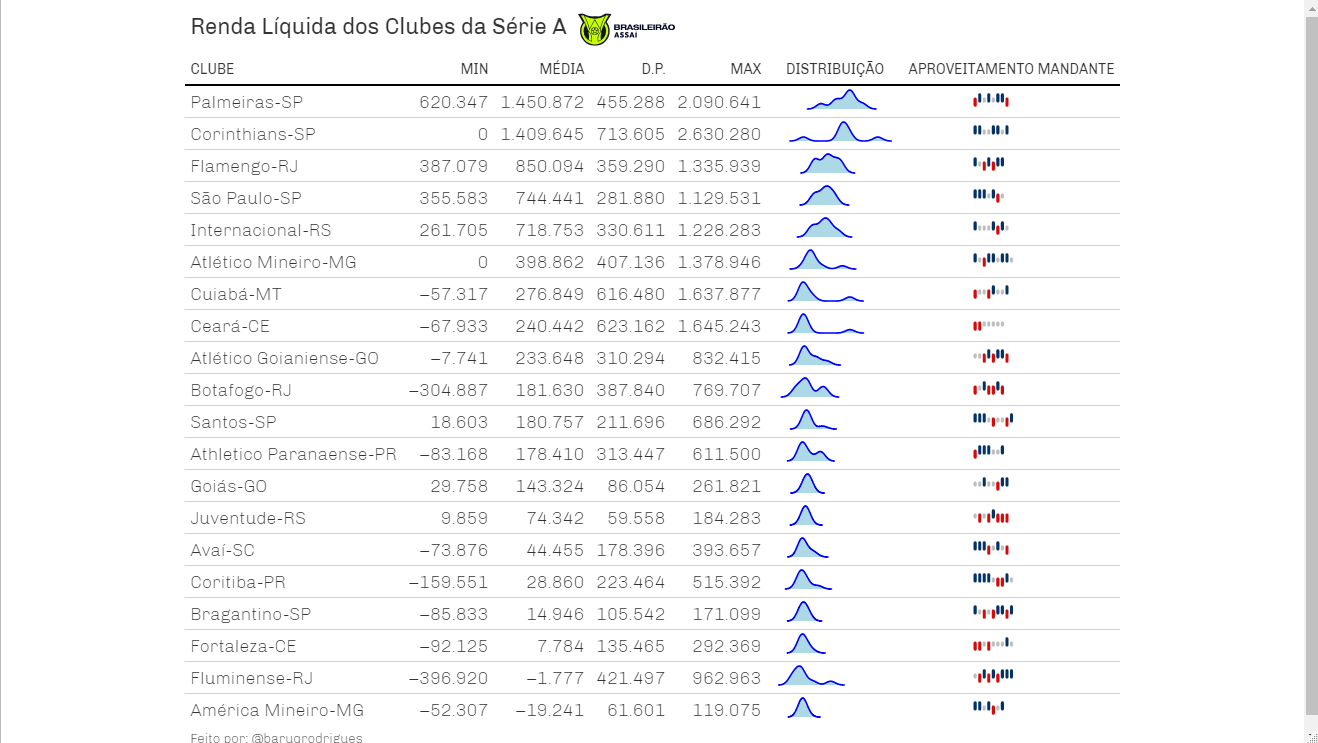 Renda Líquida dos Clubes da Série A BRASILEIRÃO ASSAÍ
CLUBE MIN MÉDIA D.P. MAX DISTRIBUIÇÃO APROVEITAMENTO MANDANTE
Palmeiras-SP 620.347 1.450.872 455.288 2.090.641
Corinthians-SP 0 1.409.645 713.605 2.630.280
Flamengo-RJ 387.079 850.094 359.290 1.335.939
São Paulo-SP 355.583 744.441 281.880 1.129.531
Internacional-RS 261.705 718.753 330.611 1.228.283
Atlético Mineiro-MG 0 398.862 407.136 1.378.946
Cuiabá-MT −57.317 276.849 616.480 1.637.877
Ceará-CE −67.933 240.442 623.162 1.645.243
Atlético Goianiense-GO −7.741 233.648 310.294 832.415
Botafogo-RJ −304.887 181.630 387.840 769.707
Santos-SP 18.603 180.757 211.696 686.292
Athletico Paranaense-PR −83.168 178.410 313.447 611.500
Goiás-GO 29.758 143.324 86.054 261.821
Juventude-RS 9.859 74.342 59.558 184.283
Avaí-SC −73.876 44.455 178.396 393.657
Coritiba-PR −159.551 28.860 223.464 515.392
Bragantino-SP −85.833 14.946 105.542 171.099
Fortaleza-CE −92.125 7.784 135.465 292.369
Fluminense-RJ −396.920 −1.777 421.497 962.963
América Mineiro-MG −52.307 −19.241 61.601 119.075
Feito por: @baruqrodrigues